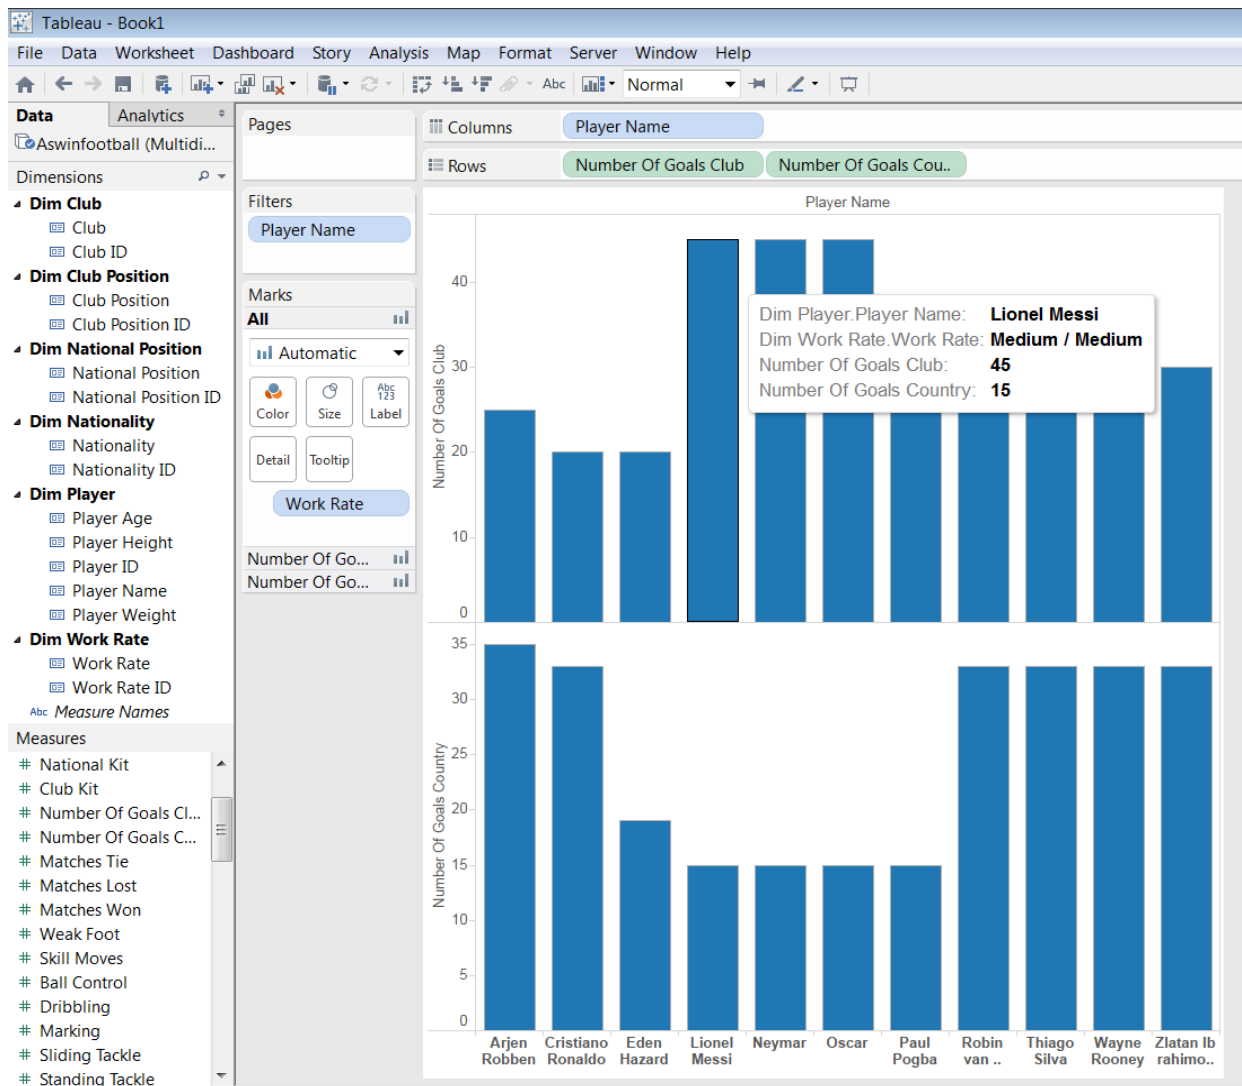 Tableau - Book1
File Data Worksheet Dashboard Story Analysis Map Format Server Window Help
Abc Normal
Data Analytics
Aswinfootball (Multidi...
Dimensions
Dim Club
Club
Club ID
Dim Club Position
Club Position
Club Position ID
Dim National Position
National Position
National Position ID
Dim Nationality
Nationality
Nationality ID
Dim Player
Player Age
Player Height
Player ID
Player Name
Player Weight
Dim Work Rate
Work Rate
Work Rate ID
Abc Measure Names
Measures
# National Kit
# Club Kit
# Number Of Goals Cl...
# Number Of Goals C...
# Matches Tie
# Matches Lost
# Matches Won
# Weak Foot
# Skill Moves
# Ball Control
# Dribbling
# Marking
# Sliding Tackle
# Standing Tackle
Pages
Filters
Player Name
Marks
All
Automatic
Abc
123
Color Size Label
Detail Tooltip
Work Rate
Number Of Go...
Number Of Go...
Columns Player Name
Rows Number Of Goals Club Number Of Goals Cou..
Player Name
Number Of Goals Club
40
30
20
10
0
Dim Player.Player Name: Lionel Messi
Dim Work Rate.Work Rate: Medium / Medium
Number Of Goals Club: 45
Number Of Goals Country: 15
Number Of Goals Country
35
30
25
20
15
10
5
0
Arjen Cristiano Eden Lionel Neymar Oscar Paul Robin Thiago Wayne Zlatan Ib
Robben Ronaldo Hazard Messi Pogba van .. Silva Rooney rahimo..